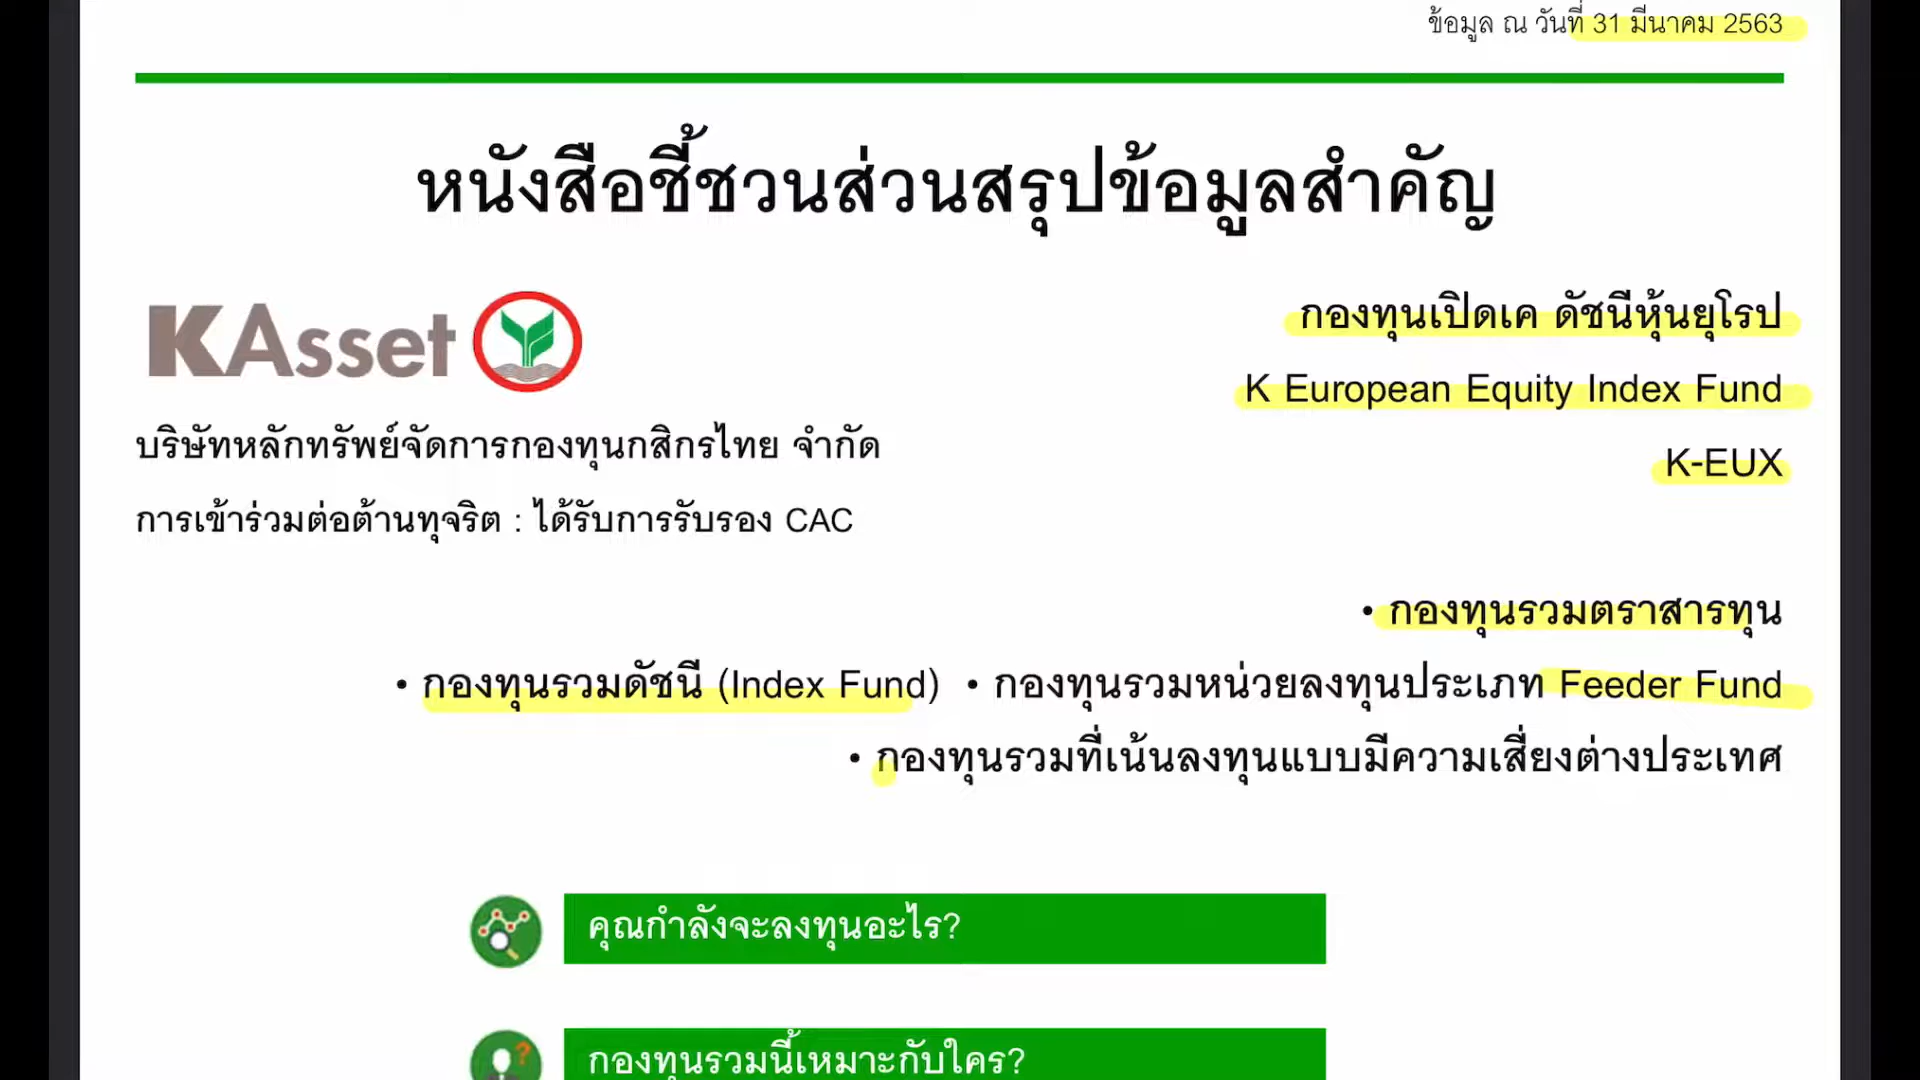 ข้อมูล ณ วันที่ 31 มีนาคม 2563
หนังสือชี้ชวนส่วนสรุปข้อมูลสำคัญ
KAsset
กองทุนเปิดเค ดัชนีหุ้นยุโรป
K European Equity Index Fund
K-EUX
บริษัทหลักทรัพย์จัดการกองทุนกสิกรไทย จำกัด
การเข้าร่วมต่อต้านทุจริต : ได้รับการรับรอง CAC
• กองทุนรวมตราสารทุน
• กองทุนรวมดัชนี (Index Fund) • กองทุนรวมหน่วยลงทุนประเภท Feeder Fund
• กองทุนรวมที่เน้นลงทุนแบบมีความเสี่ยงต่างประเทศ
คุณกำลังจะลงทุนอะไร?
กองทุนรวมนี้เหมาะกับใคร?